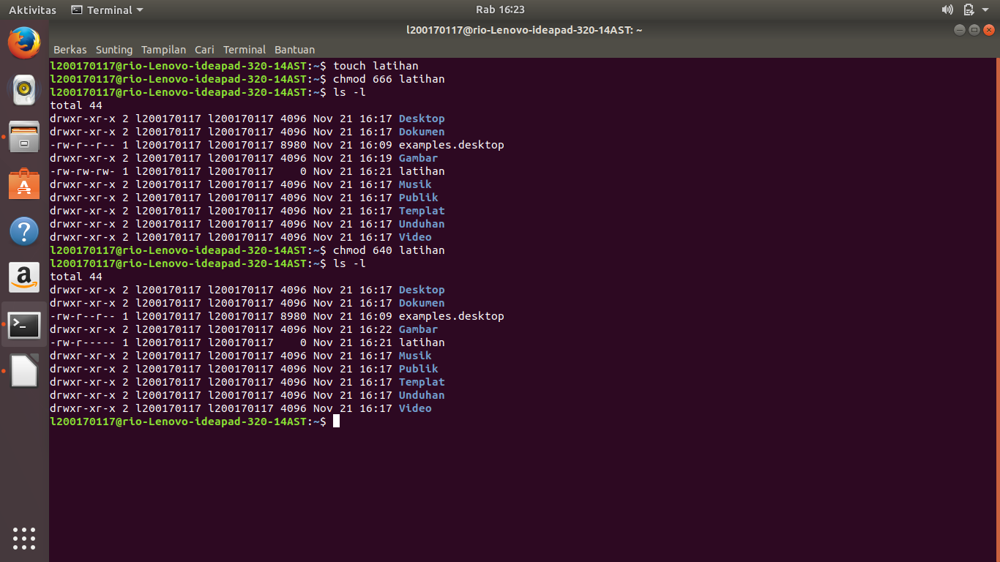 Aktivitas Terminal Rab 16:23
l200170117@rio-Lenovo-ideapad-320-14AST: ~
Berkas Sunting Tampilan Cari Terminal Bantuan
l200170117@rio-Lenovo-ideapad-320-14AST:~$ touch latihan
l200170117@rio-Lenovo-ideapad-320-14AST:~$ chmod 666 latihan
l200170117@rio-Lenovo-ideapad-320-14AST:~$ ls -l
total 44
drwxr-xr-x 2 l200170117 l200170117 4096 Nov 21 16:17 Desktop
drwxr-xr-x 2 l200170117 l200170117 4096 Nov 21 16:17 Dokumen
-rw-r--r-- 1 l200170117 l200170117 8980 Nov 21 16:09 examples.desktop
drwxr-xr-x 2 l200170117 l200170117 4096 Nov 21 16:19 Gambar
-rw-rw-rw- 1 l200170117 l200170117    0 Nov 21 16:21 latihan
drwxr-xr-x 2 l200170117 l200170117 4096 Nov 21 16:17 Musik
drwxr-xr-x 2 l200170117 l200170117 4096 Nov 21 16:17 Publik
drwxr-xr-x 2 l200170117 l200170117 4096 Nov 21 16:17 Templat
drwxr-xr-x 2 l200170117 l200170117 4096 Nov 21 16:17 Unduhan
drwxr-xr-x 2 l200170117 l200170117 4096 Nov 21 16:17 Video
l200170117@rio-Lenovo-ideapad-320-14AST:~$ chmod 640 latihan
l200170117@rio-Lenovo-ideapad-320-14AST:~$ ls -l
total 44
drwxr-xr-x 2 l200170117 l200170117 4096 Nov 21 16:17 Desktop
drwxr-xr-x 2 l200170117 l200170117 4096 Nov 21 16:17 Dokumen
-rw-r--r-- 1 l200170117 l200170117 8980 Nov 21 16:09 examples.desktop
drwxr-xr-x 2 l200170117 l200170117 4096 Nov 21 16:22 Gambar
-rw-r----- 1 l200170117 l200170117    0 Nov 21 16:21 latihan
drwxr-xr-x 2 l200170117 l200170117 4096 Nov 21 16:17 Musik
drwxr-xr-x 2 l200170117 l200170117 4096 Nov 21 16:17 Publik
drwxr-xr-x 2 l200170117 l200170117 4096 Nov 21 16:17 Templat
drwxr-xr-x 2 l200170117 l200170117 4096 Nov 21 16:17 Unduhan
drwxr-xr-x 2 l200170117 l200170117 4096 Nov 21 16:17 Video
l200170117@rio-Lenovo-ideapad-320-14AST:~$